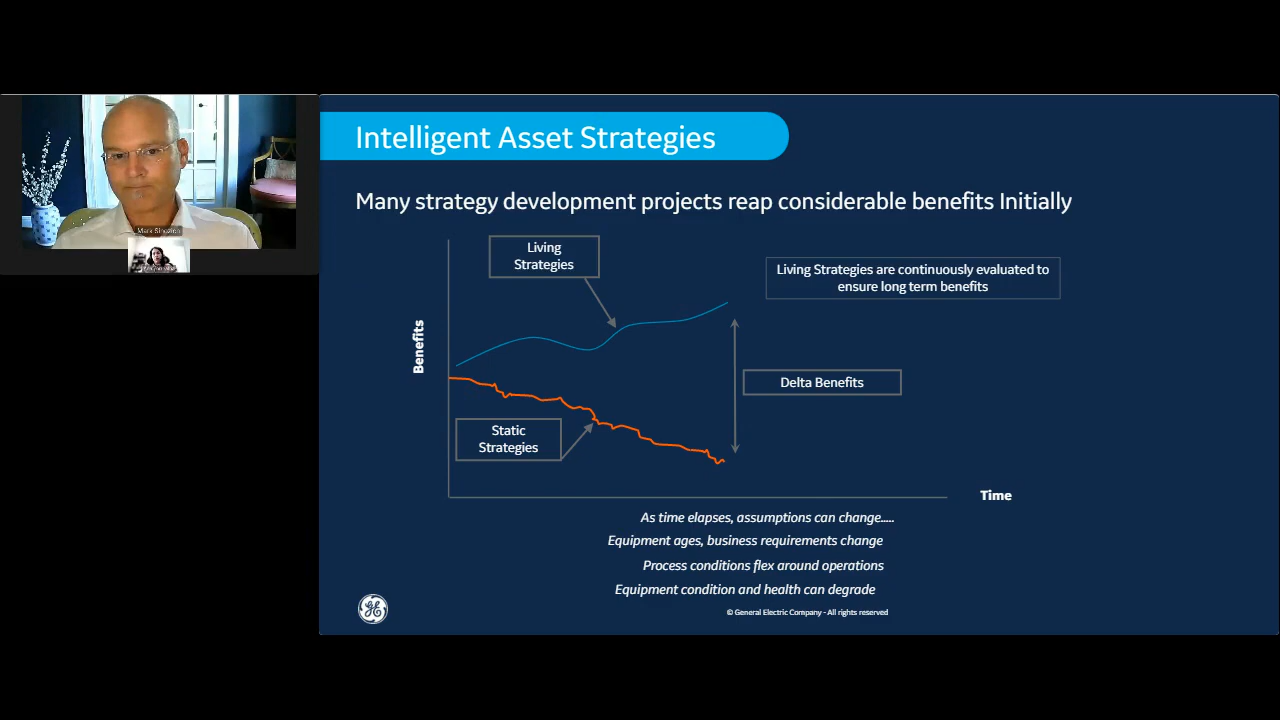 Intelligent Asset Strategies
Many strategy development projects reap considerable benefits Initially
Living
Strategies
Living Strategies are continuously evaluated to
ensure long term benefits
Benefits
Delta Benefits
Static
Strategies
Time
As time elapses, assumptions can change.....
Equipment ages, business requirements change
Process conditions flex around operations
Equipment condition and health can degrade
© General Electric Company - All rights reserved
GE
Mark